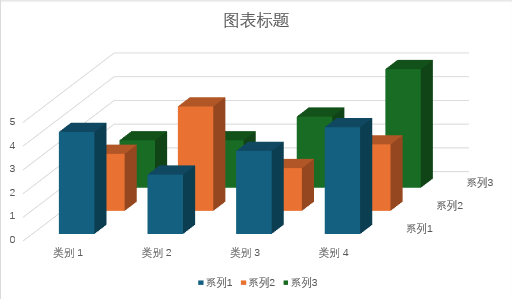 图表标题
5
4
3
2
1
0
类别 1
类别 2
类别 3
类别 4
系列1
系列2
系列3
系列1 系列2 系列3